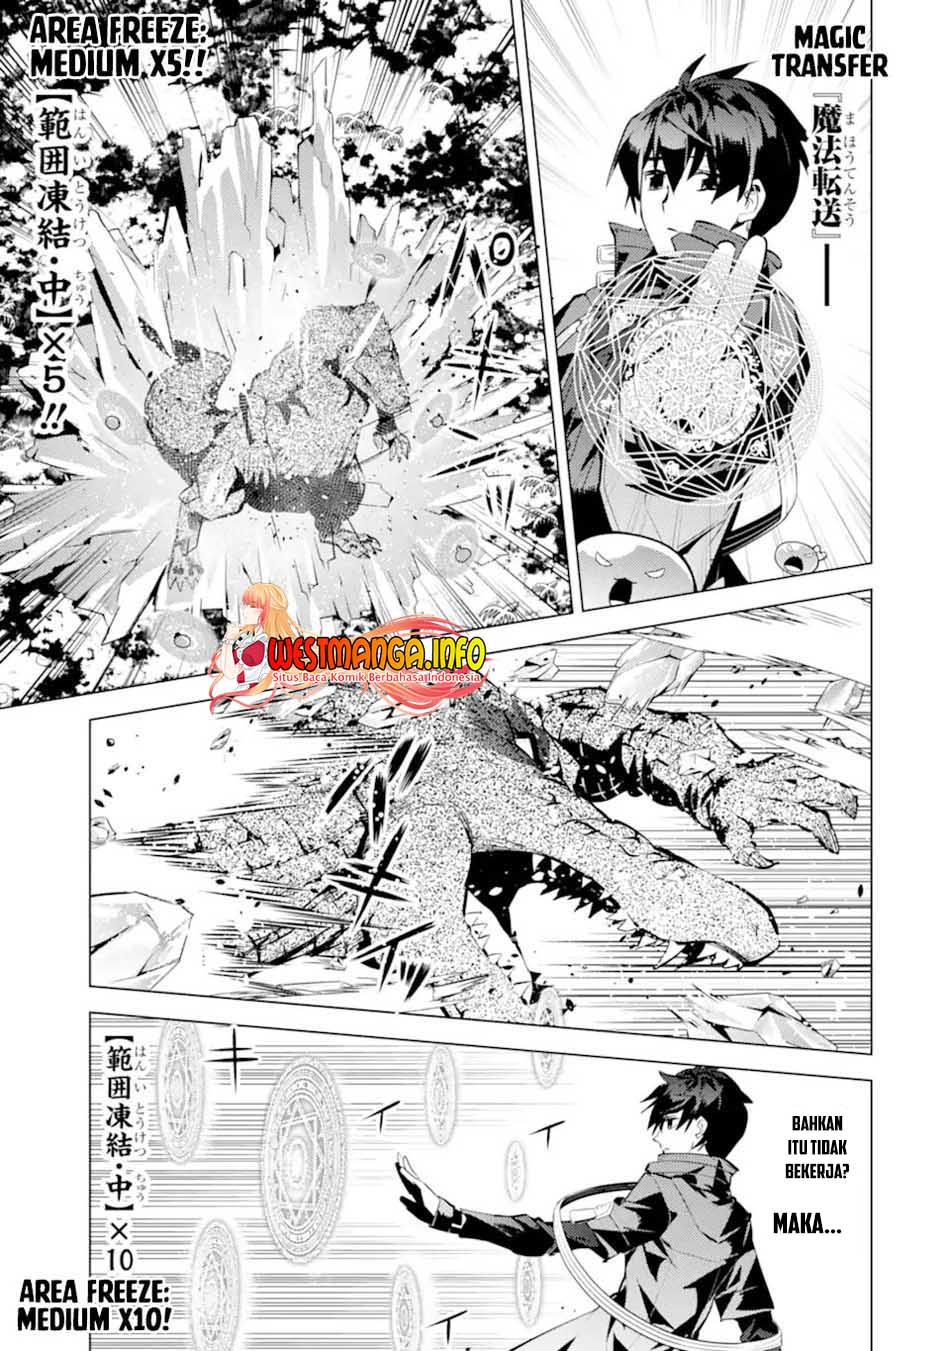 MAGIC
TRANSFER
『魔法転送』
まほうてんそう
AREA FREEZE:
MEDIUM X5!!
【範囲凍結・中】×5!!
はんいとうけつ
ちゅう
WESTMANGA.INFO
Situs Baca Komik Berbahasa Indonesia
BAHKAN
ITU TIDAK
BEKERJA?
MAKA...
【範囲凍結・中】×10
はんいとうけつ
ちゅう
AREA FREEZE:
MEDIUM X10!